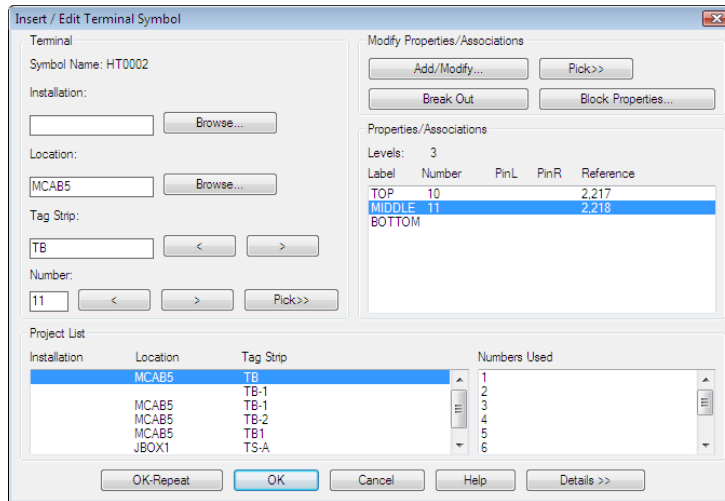 Insert / Edit Terminal Symbol
Terminal
Symbol Name: HT0002
Installation:
Browse...
Location:
MCAB5
Browse...
Tag Strip:
TB
<
>
Number:
11
<
>
Pick>>
Modify Properties/Associations
Add/Modify...
Pick>>
Break Out
Block Properties...
Properties/Associations
Levels: 3
Label Number PinL PinR Reference
TOP 10 2,217
MIDDLE 11 2,218
BOTTOM
Project List
Installation Location Tag Strip
MCAB5 TB
TB-1
MCAB5 TB-1
MCAB5 TB-2
MCAB5 TB1
JBOX1 TS-A
Numbers Used
1
2
3
4
5
6
OK-Repeat
OK
Cancel
Help
Details >>